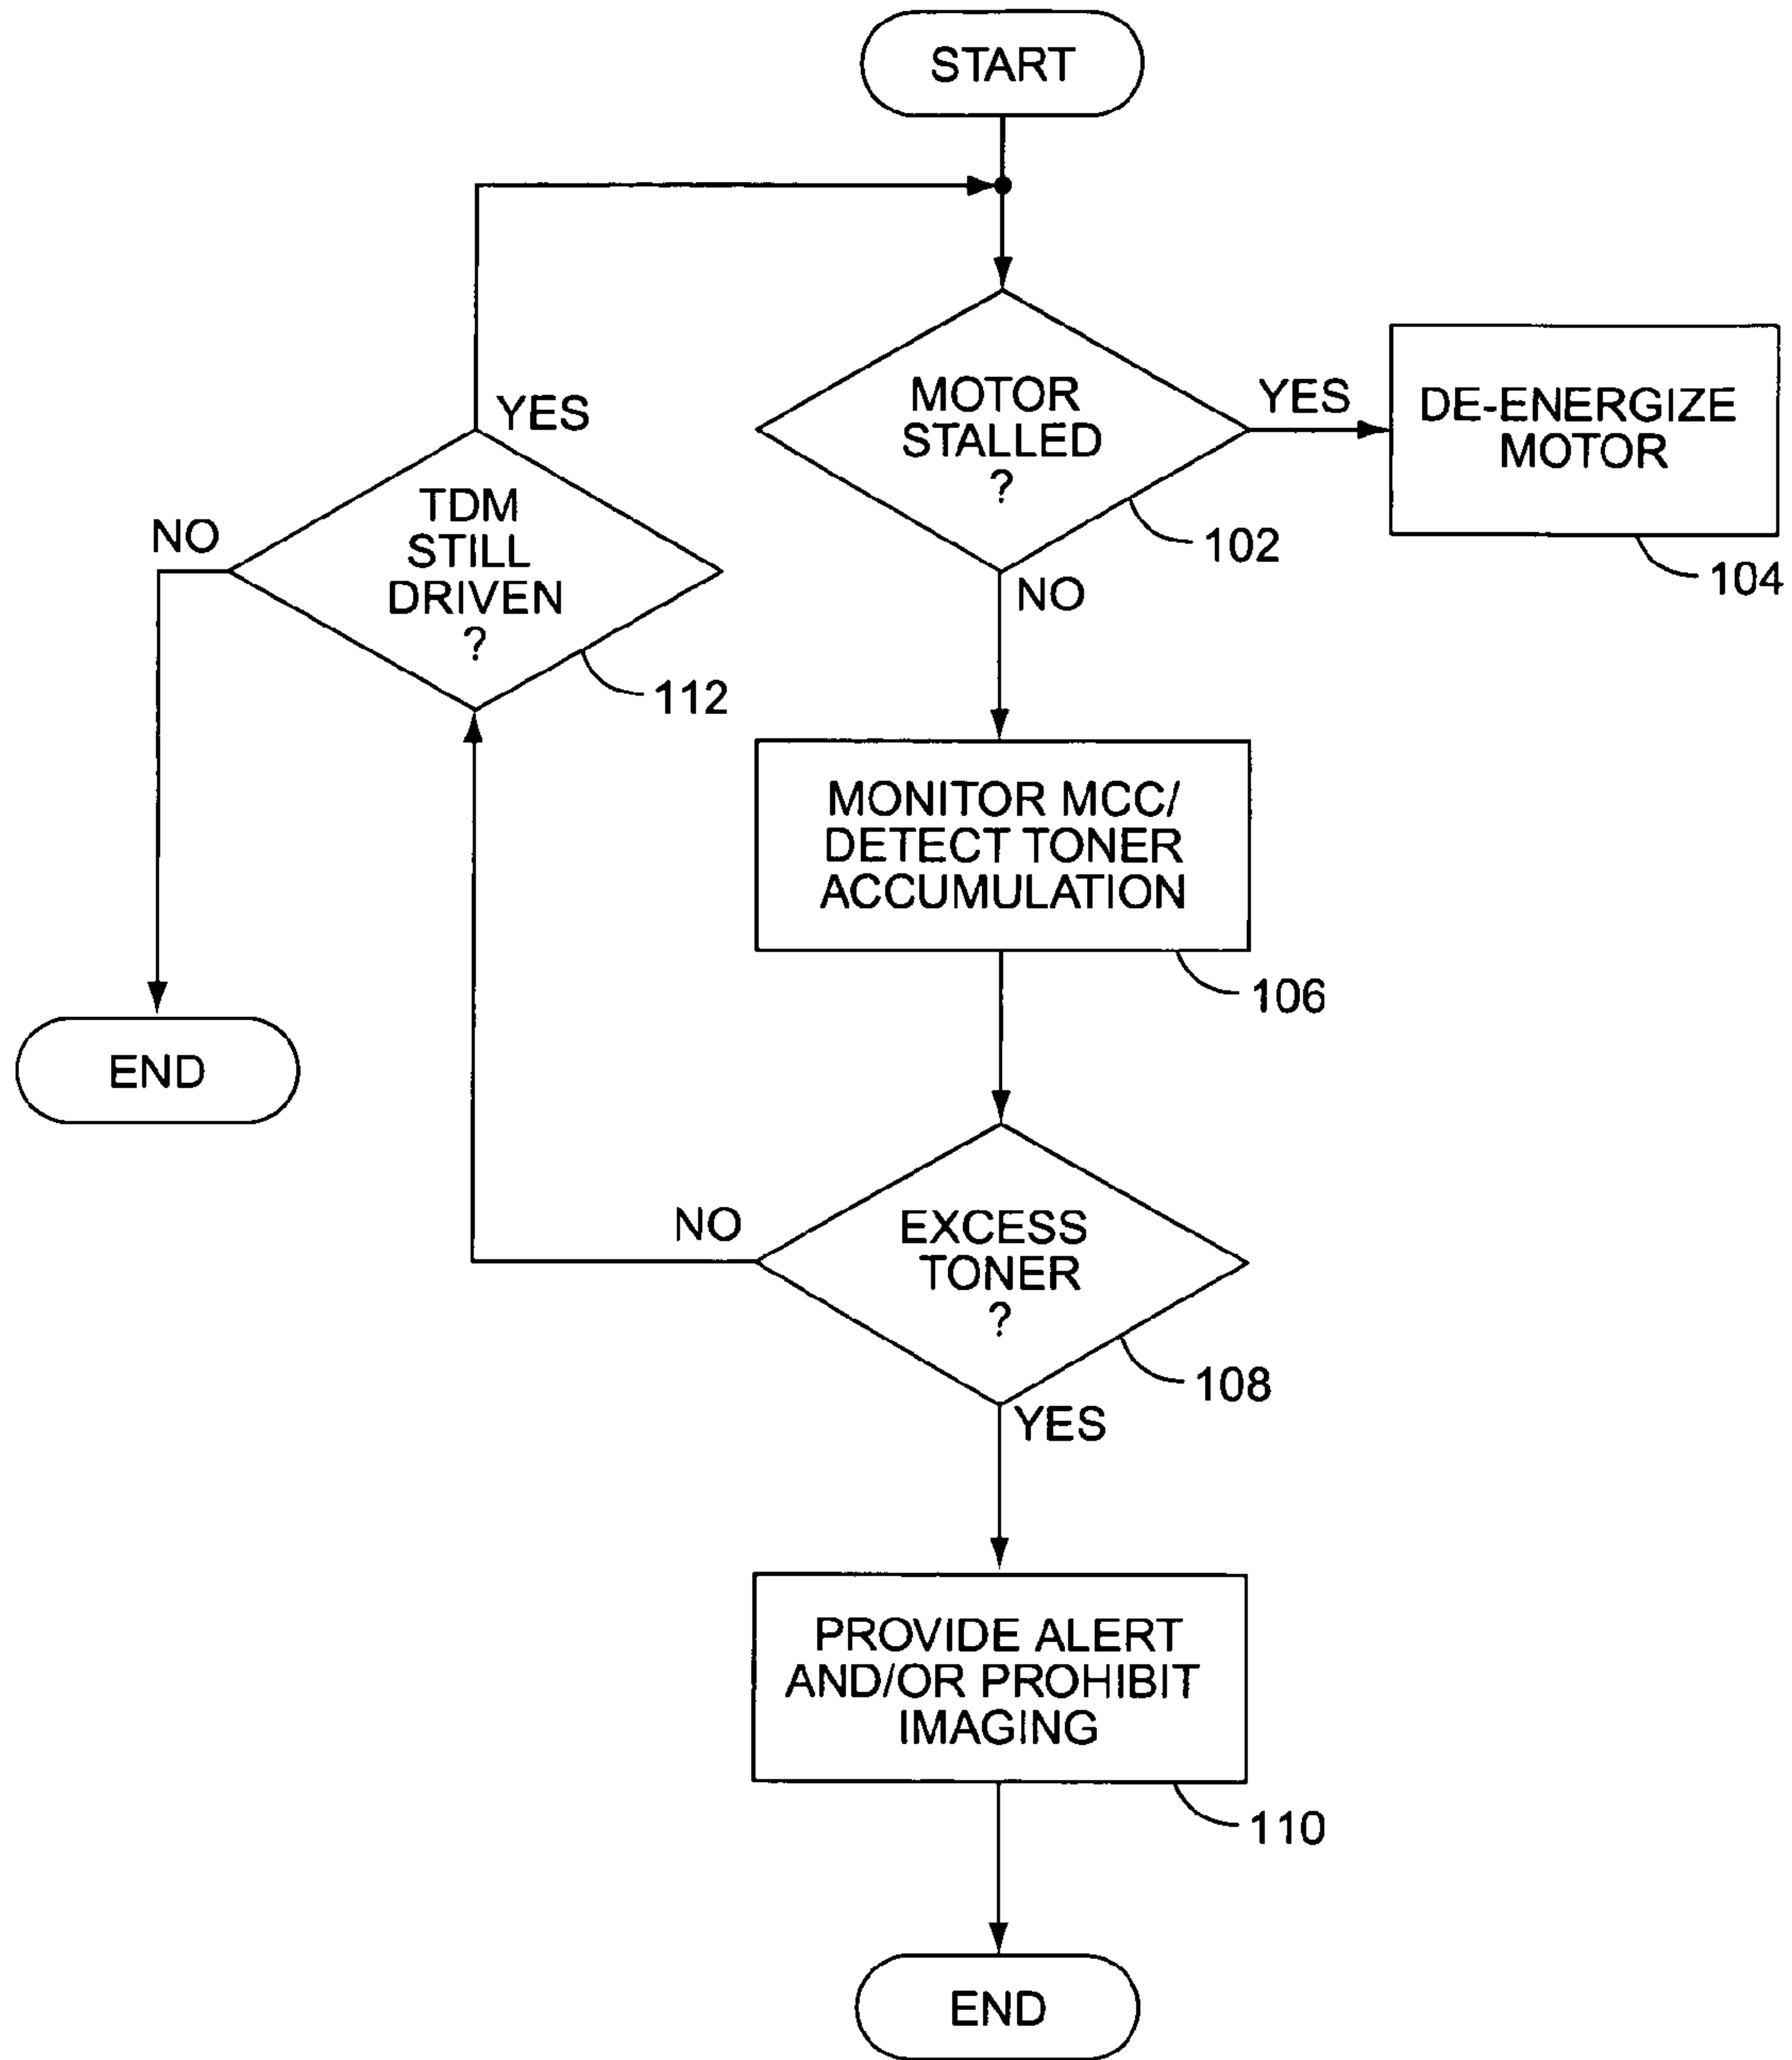 START
MOTOR
STALLED
?
YES
DE-ENERGIZE
MOTOR
102
104
NO
YES
TDM
STILL
DRIVEN
?
NO
112
MONITOR MCC/
DETECT TONER
ACCUMULATION
106
END
EXCESS
TONER
?
NO
108
YES
PROVIDE ALERT
AND/OR PROHIBIT
IMAGING
110
END